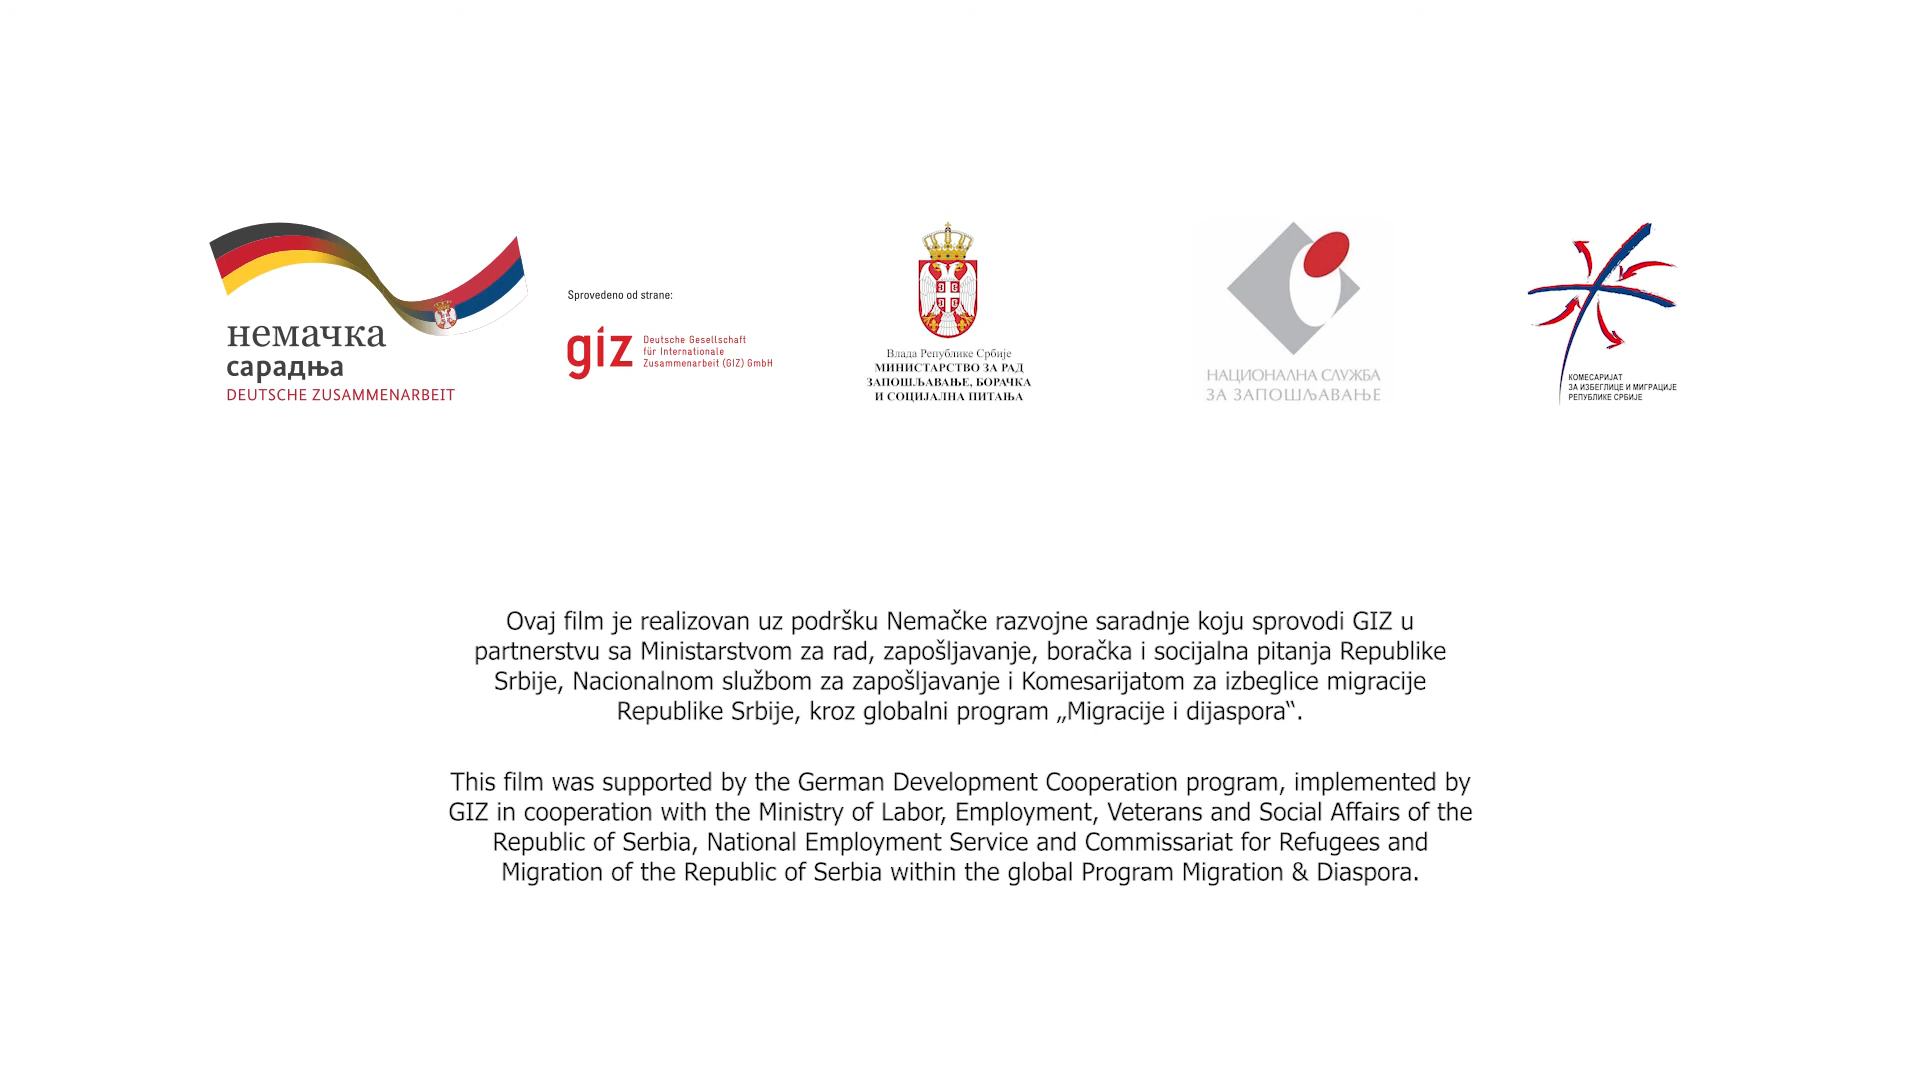 немачка
сарадња
DEUTSCHE ZUSAMMENARBEIT
Sprovedeno od strane:
giz
Deutsche Gesellschaft
für Internationale
Zusammenarbeit (GIZ) GmbH
Влада Републике Србије
МИНИСТАРСТВО ЗА РАД
ЗАПОШЉАВАЊЕ, БОРАЧКА
И СОЦИЈАЛНА ПИТАЊА
НАЦИОНАЛНА СЛУЖБА
ЗА ЗАПОШЉАВАЊЕ
КОМЕСАРИЈАТ
ЗА ИЗБЕГЛИЦЕ И МИГРАЦИЈЕ
РЕПУБЛИКЕ СРБИЈЕ
Ovaj film je realizovan uz podršku Nemačke razvojne saradnje koju sprovodi GIZ u
partnerstvu sa Ministarstvom za rad, zapošljavanje, boračka i socijalna pitanja Republike
Srbije, Nacionalnom službom za zapošljavanje i Komesarijatom za izbeglice migracije
Republike Srbije, kroz globalni program „Migracije i dijaspora“.
This film was supported by the German Development Cooperation program, implemented by
GIZ in cooperation with the Ministry of Labor, Employment, Veterans and Social Affairs of the
Republic of Serbia, National Employment Service and Commissariat for Refugees and
Migration of the Republic of Serbia within the global Program Migration & Diaspora.